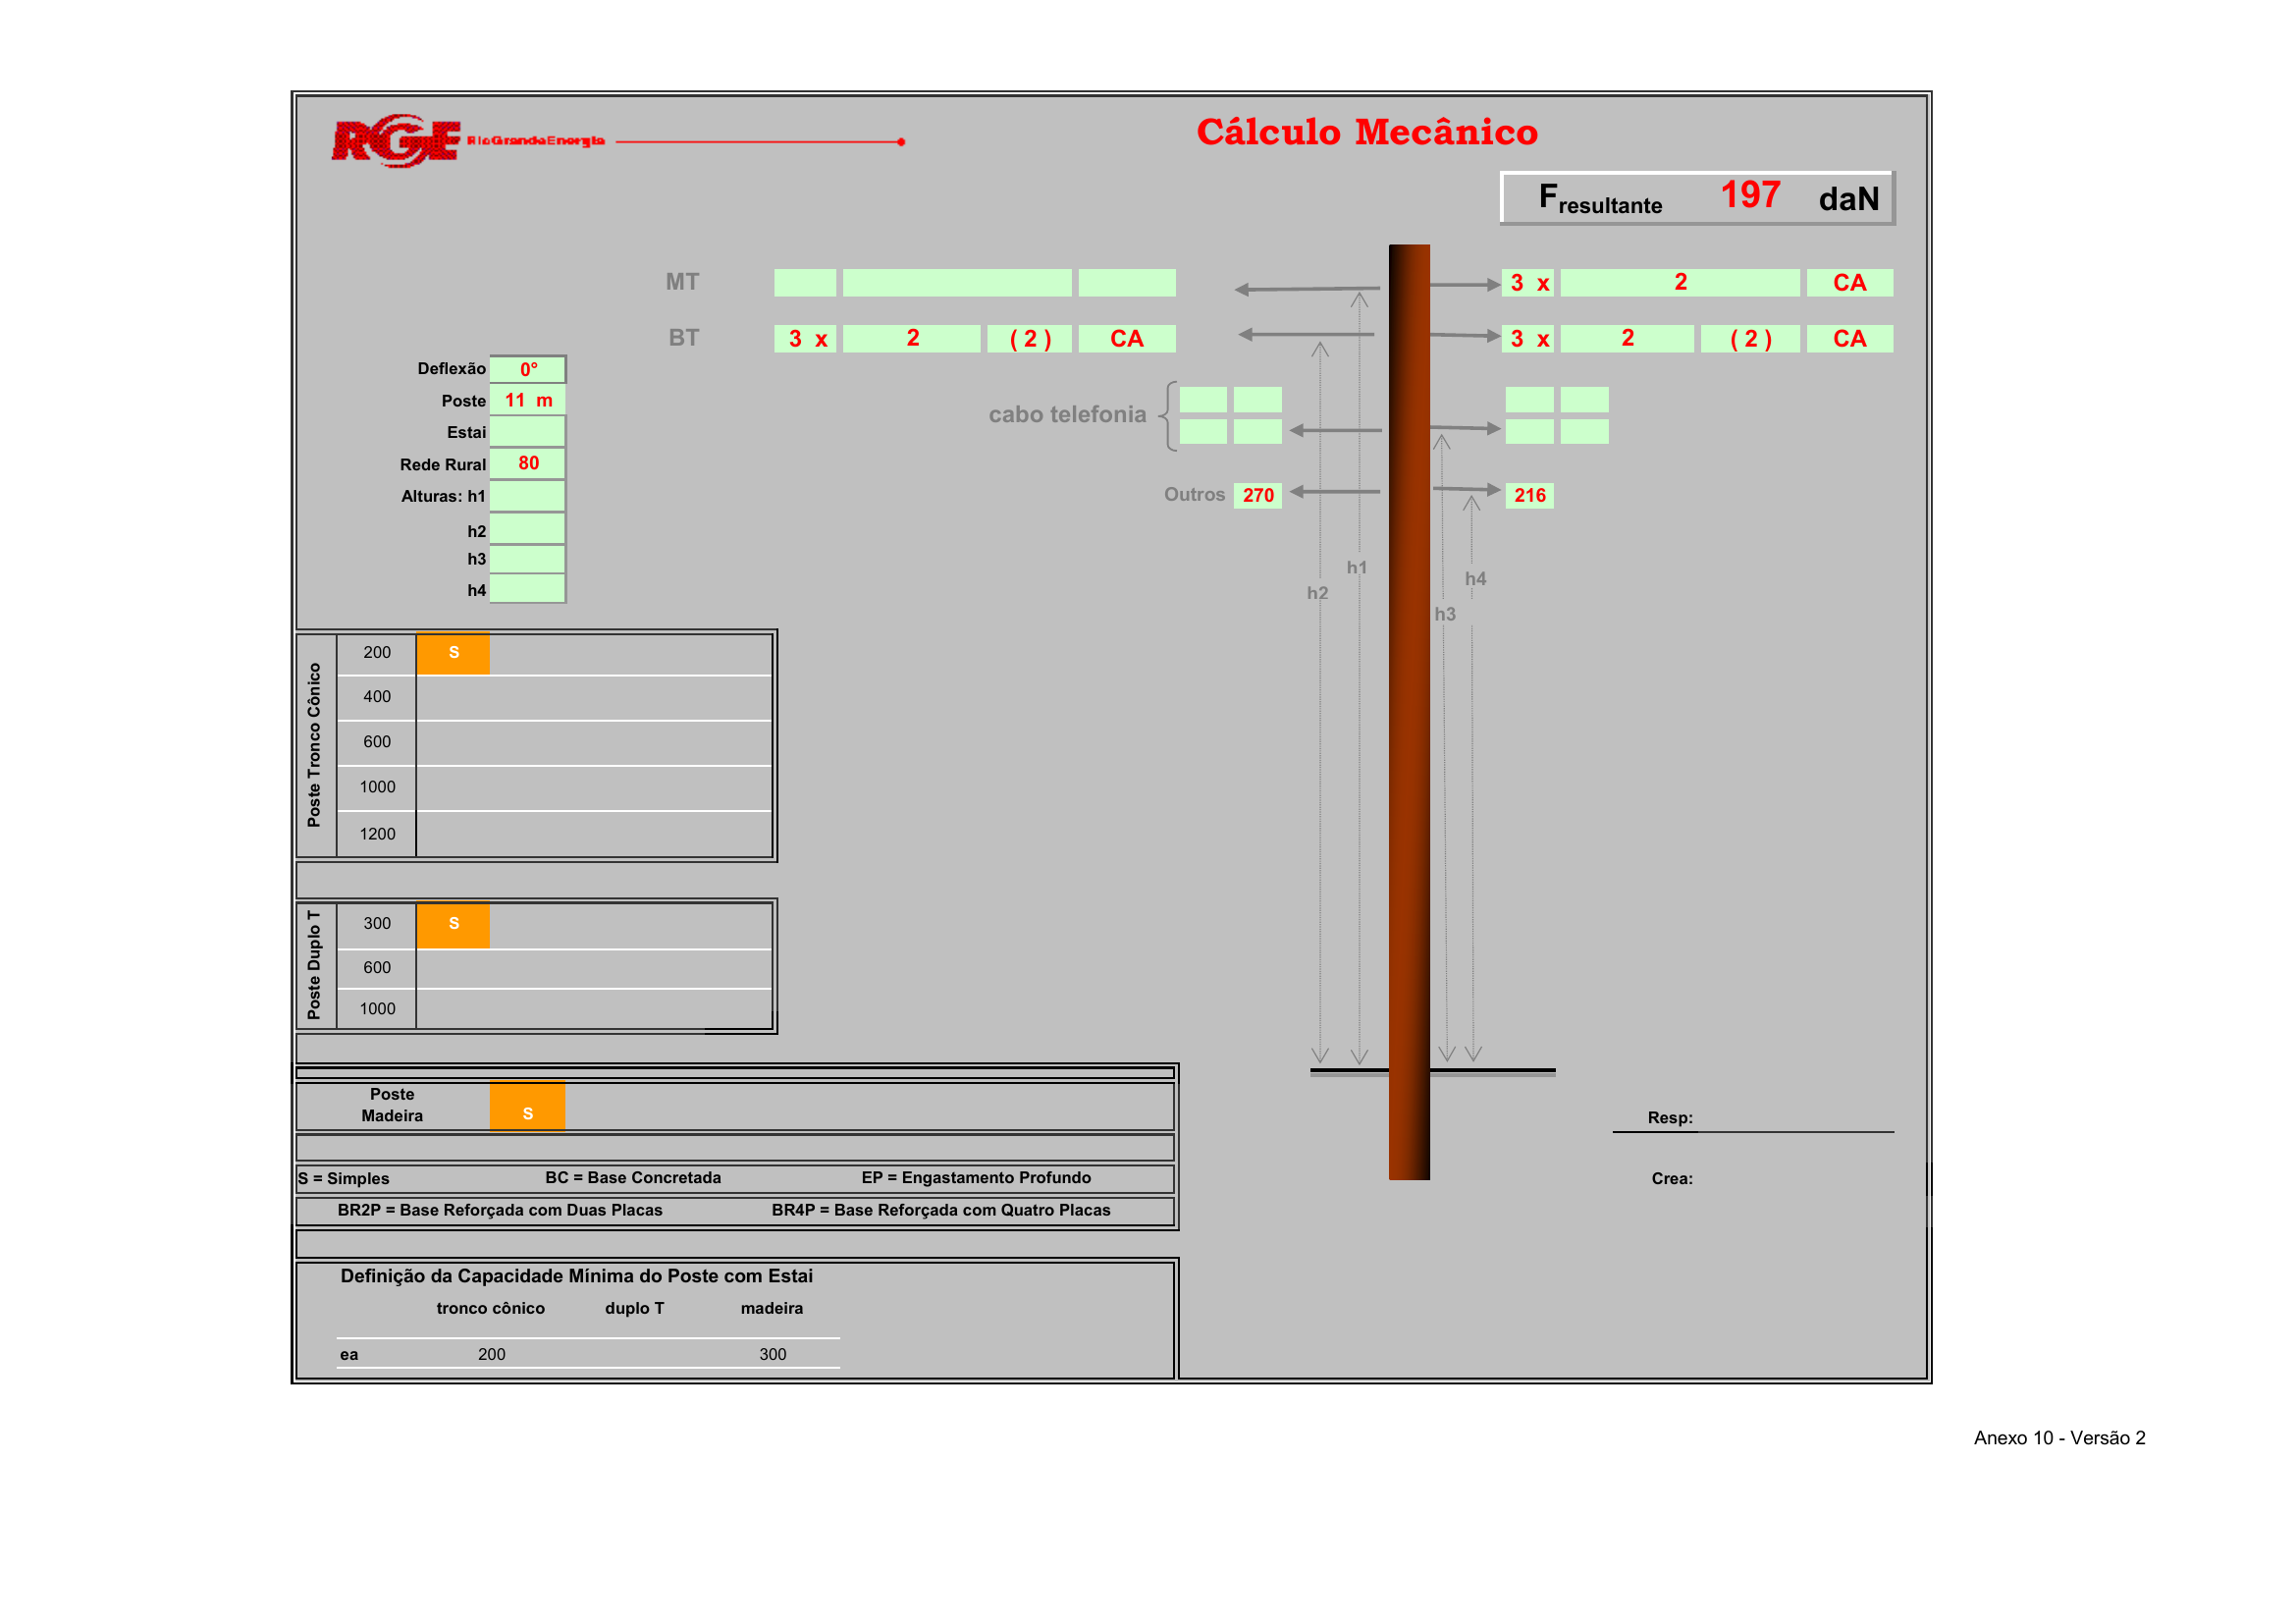 RGE RioGrandeEnergia
Cálculo Mecânico
Fresultante 197 daN
MT 3 x 2 CA
BT 3 x 2 ( 2 ) CA 3 x 2 ( 2 ) CA
Deflexão 0°
Poste 11 m
cabo telefonia
Estai
Rede Rural 80
Alturas: h1
Outros 270 216
h2
h3
h4
h1
h2
h4
h3
Poste Tronco Cônico
200 S
400
600
1000
1200
Poste Duplo T
300 S
600
1000
Poste
Madeira S
Resp:
S = Simples BC = Base Concretada EP = Engastamento Profundo
Crea:
BR2P = Base Reforçada com Duas Placas BR4P = Base Reforçada com Quatro Placas
Definição da Capacidade Mínima do Poste com Estai
tronco cônico duplo T madeira
ea 200 300
Anexo 10 - Versão 2